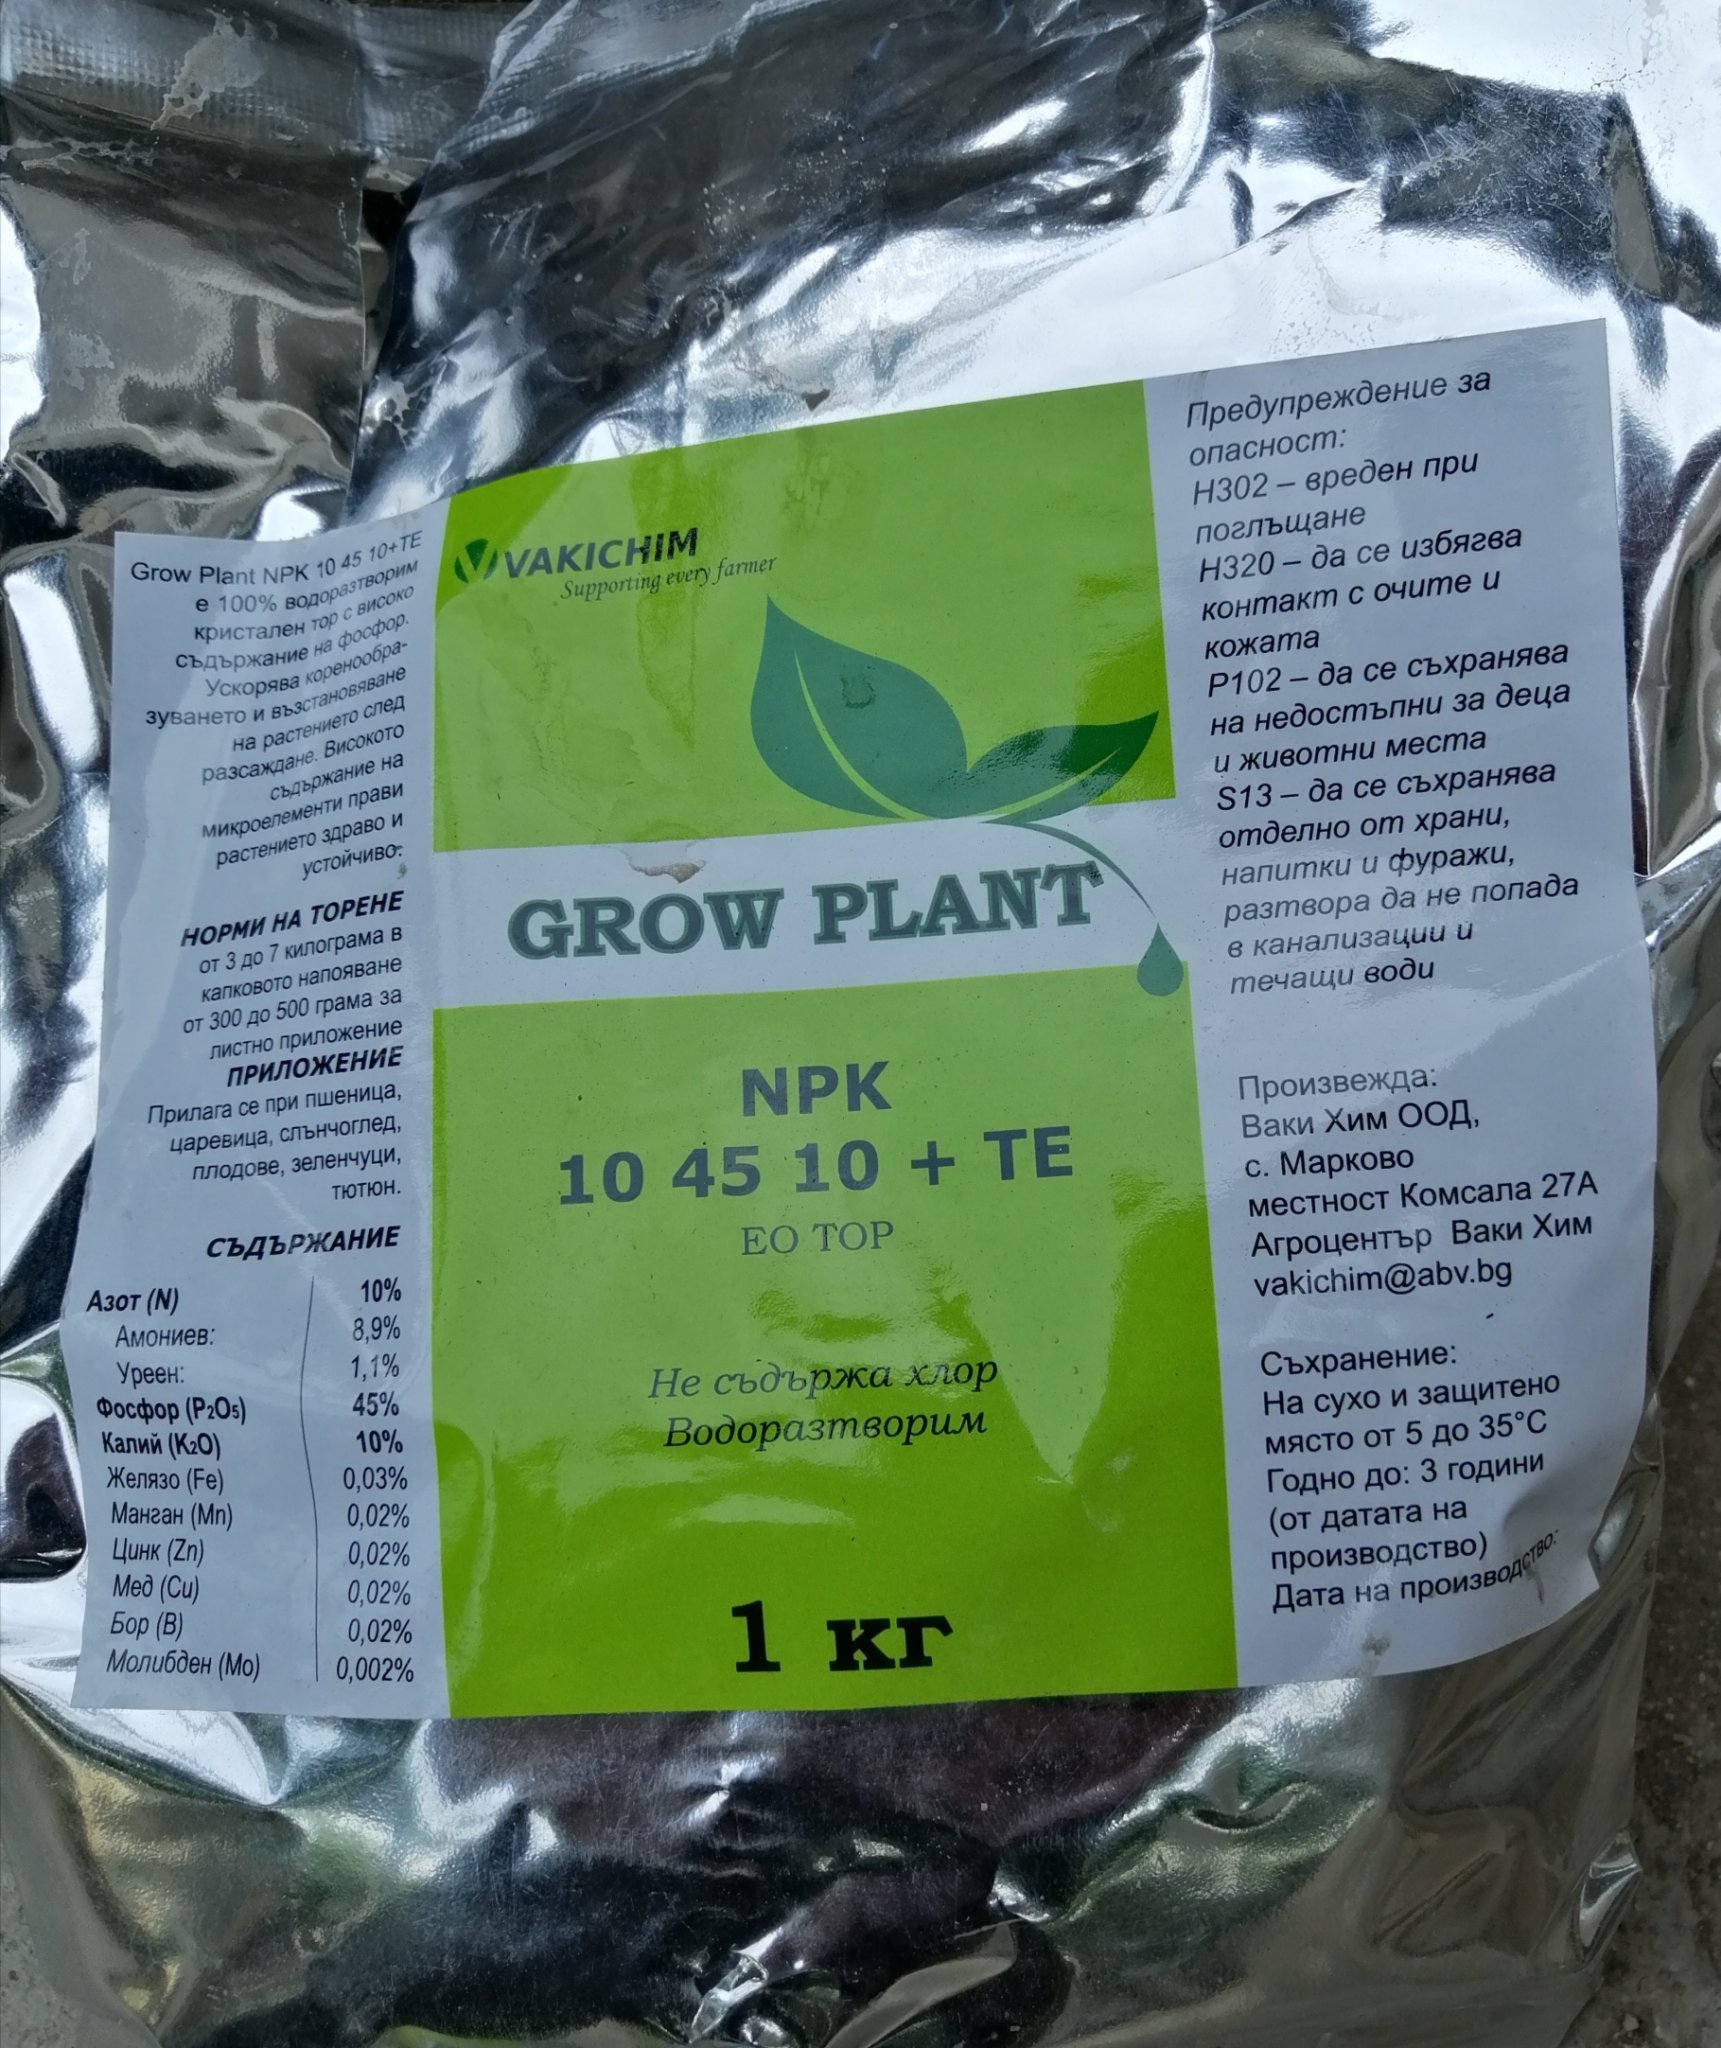 Grow Plant NPK 10 45 10+TE
е 100% водоразтворим
кристален тор с високо
съдържание на фосфор.
Ускорява коренообра-
зуването и възстановяване
на растението след
разсаждане. Високото
съдържание на
микроелементи прави
растението здраво и
устойчиво.
НОРМИ НА ТОРЕНЕ
от 3 до 7 килограма в
капковото напояване
от 300 до 500 грама за
листно приложение
ПРИЛОЖЕНИЕ
Прилага се при пшеница,
царевица, слънчоглед,
плодове, зеленчуци,
тютюн.
СЪДЪРЖАНИЕ
Азот (N) 10%
Амониев: 8,9%
Уреен: 1,1%
Фосфор (P₂O₅) 45%
Калий (K₂O) 10%
Желязо (Fe) 0,03%
Манган (Mn) 0,02%
Цинк (Zn) 0,02%
Мед (Cu) 0,02%
Бор (B) 0,02%
Молибден (Mo) 0,002%
VAKICHIM
Supporting every farmer
GROW PLANT
NPK
10 45 10 + TE
ЕО ТОР
Не съдържа хлор
Водоразтворим
1 кг
Предупреждение за
опасност:
H302 – вреден при
поглъщане
H320 – да се избягва
контакт с очите и
кожата
P102 – да се съхранява
на недостъпни за деца
и животни места
S13 – да се съхранява
отделно от храни,
напитки и фуражи,
разтвора да не попада
в канализации и
течащи води
Произвежда:
Ваки Хим ООД,
с. Марково
местност Комсала 27А
Агроцентър Ваки Хим
vakichim@abv.bg
Съхранение:
На сухо и защитено
място от 5 до 35°C
Годно до: 3 години
(от датата на
производство)
Дата на производство: